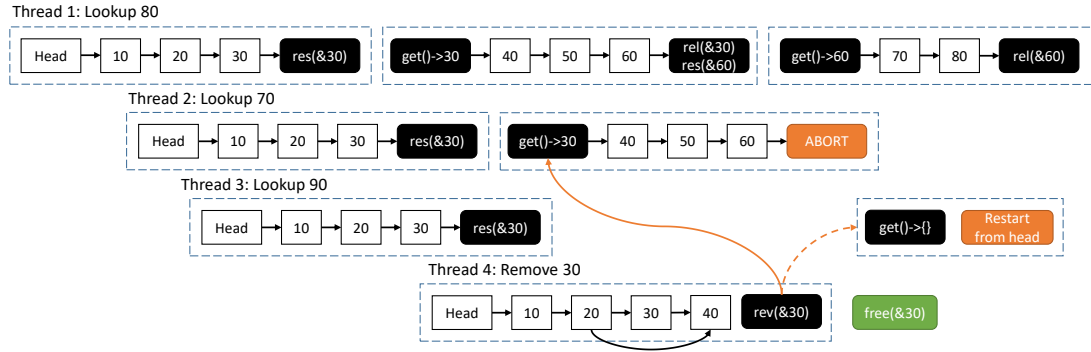 Thread 1: Lookup 80
Head 10 20 30 res(&30) get()->30 40 50 60 rel(&30) res(&60) get()->60 70 80 rel(&60)
Thread 2: Lookup 70
Head 10 20 30 res(&30) get()->30 40 50 60 ABORT
Thread 3: Lookup 90
Head 10 20 30 res(&30) get()->{} Restart from head
Thread 4: Remove 30
Head 10 20 30 40 rev(&30) free(&30)